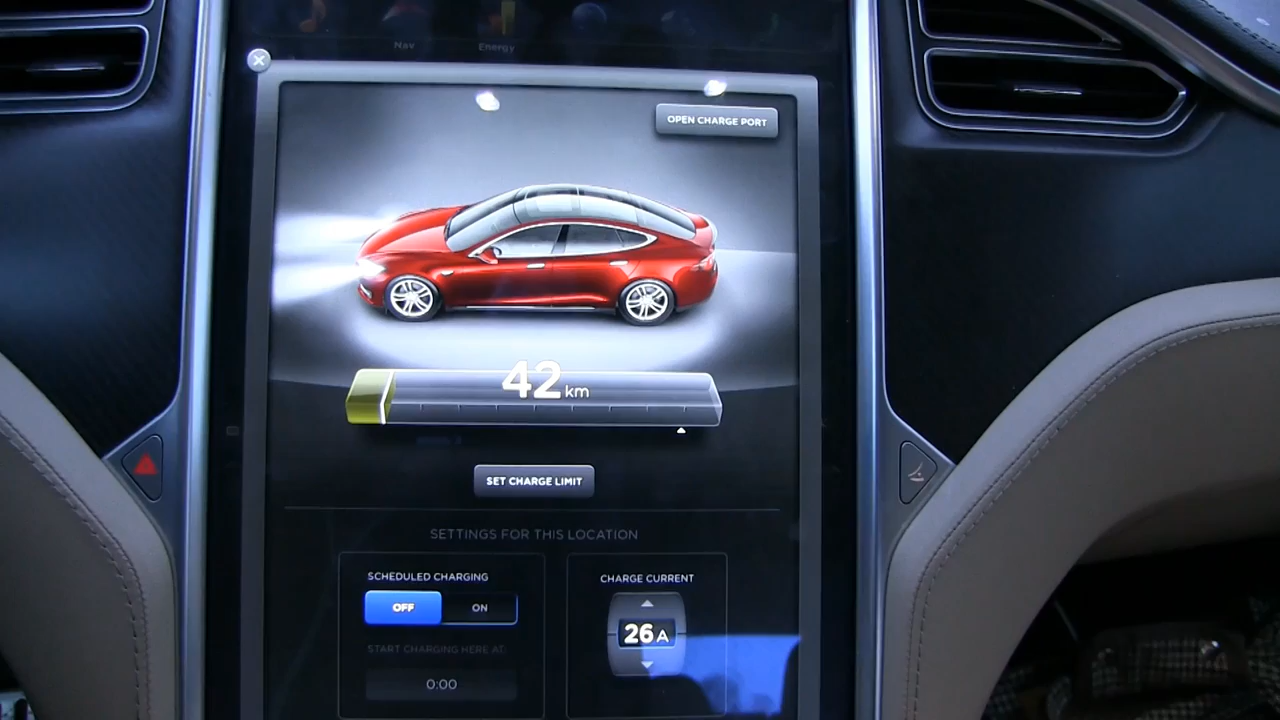 Nav
Energy
OPEN CHARGE PORT
42 km
SET CHARGE LIMIT
SETTINGS FOR THIS LOCATION
SCHEDULED CHARGING
OFF
ON
START CHARGING HERE AT:
0:00
CHARGE CURRENT
26 A